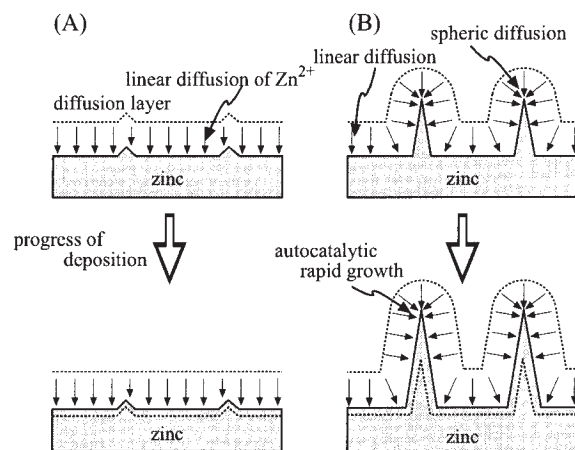 (A)
linear diffusion of Zn2+
diffusion layer
zinc
progress of
deposition
zinc
(B)
spheric diffusion
linear diffusion
zinc
autocatalytic
rapid growth
zinc